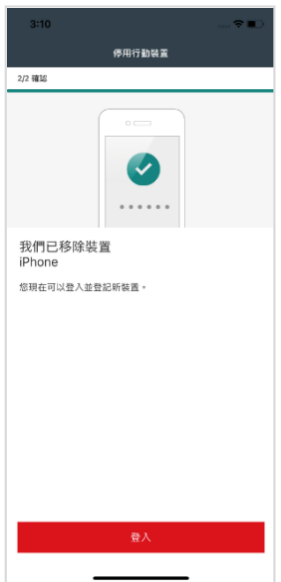 3:10
停用行動裝置
2/2 確認
我們已移除裝置
iPhone
您現在可以登入並登記新裝置。
登入